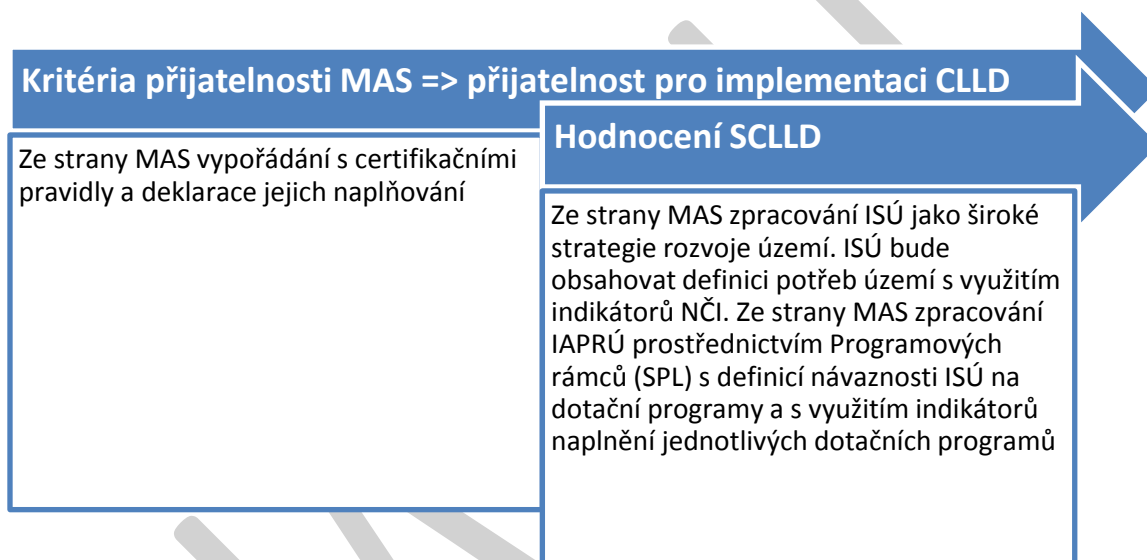 Kritéria přijatelnosti MAS => přijatelnost pro implementaci CLLD
Ze strany MAS vypořádání s certifikačními
pravidly a deklarace jejich naplňování
Hodnocení SCLLD
Ze strany MAS zpracování ISÚ jako široké
strategie rozvoje území. ISÚ bude
obsahovat definici potřeb území s využitím
indikátorů NČI. Ze strany MAS zpracování
IAPRÚ prostřednictvím Programových
rámců (SPL) s definicí návaznosti ISÚ na
dotační programy a s využitím indikátorů
naplnění jednotlivých dotačních programů